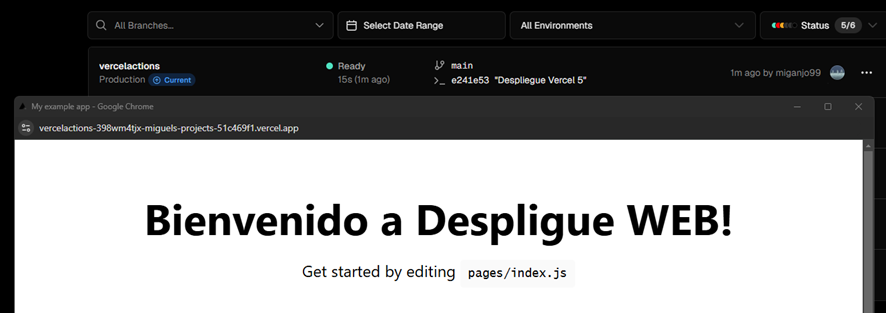 All Branches...
Select Date Range
All Environments
Status 5/6
vercelactions
Production Current
Ready
15s (1m ago)
main
e241e53 "Despliegue Vercel 5"
1m ago by miganjo99
My example app - Google Chrome
vercelactions-398wm4tjx-miguels-projects-51c469f1.vercel.app
Bienvenido a Despligue WEB!
Get started by editing pages/index.js